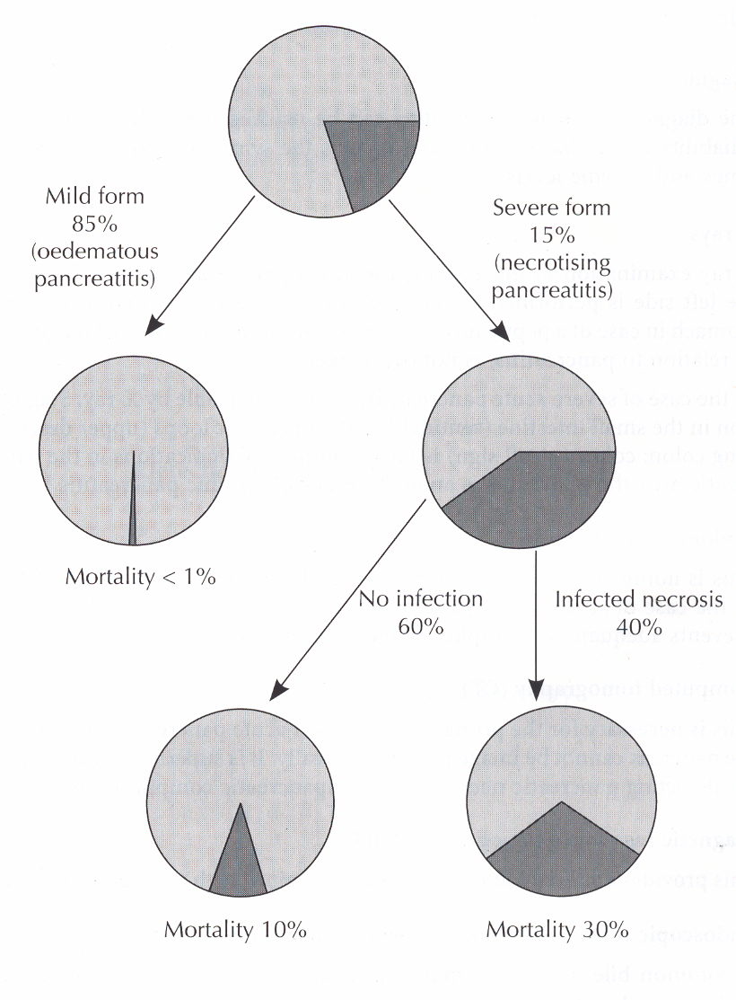 Mild form
85%
(oedematous
pancreatitis)
Severe form
15%
(necrotising
pancreatitis)
Mortality < 1%
No infection
60%
Infected necrosis
40%
Mortality 10%
Mortality 30%